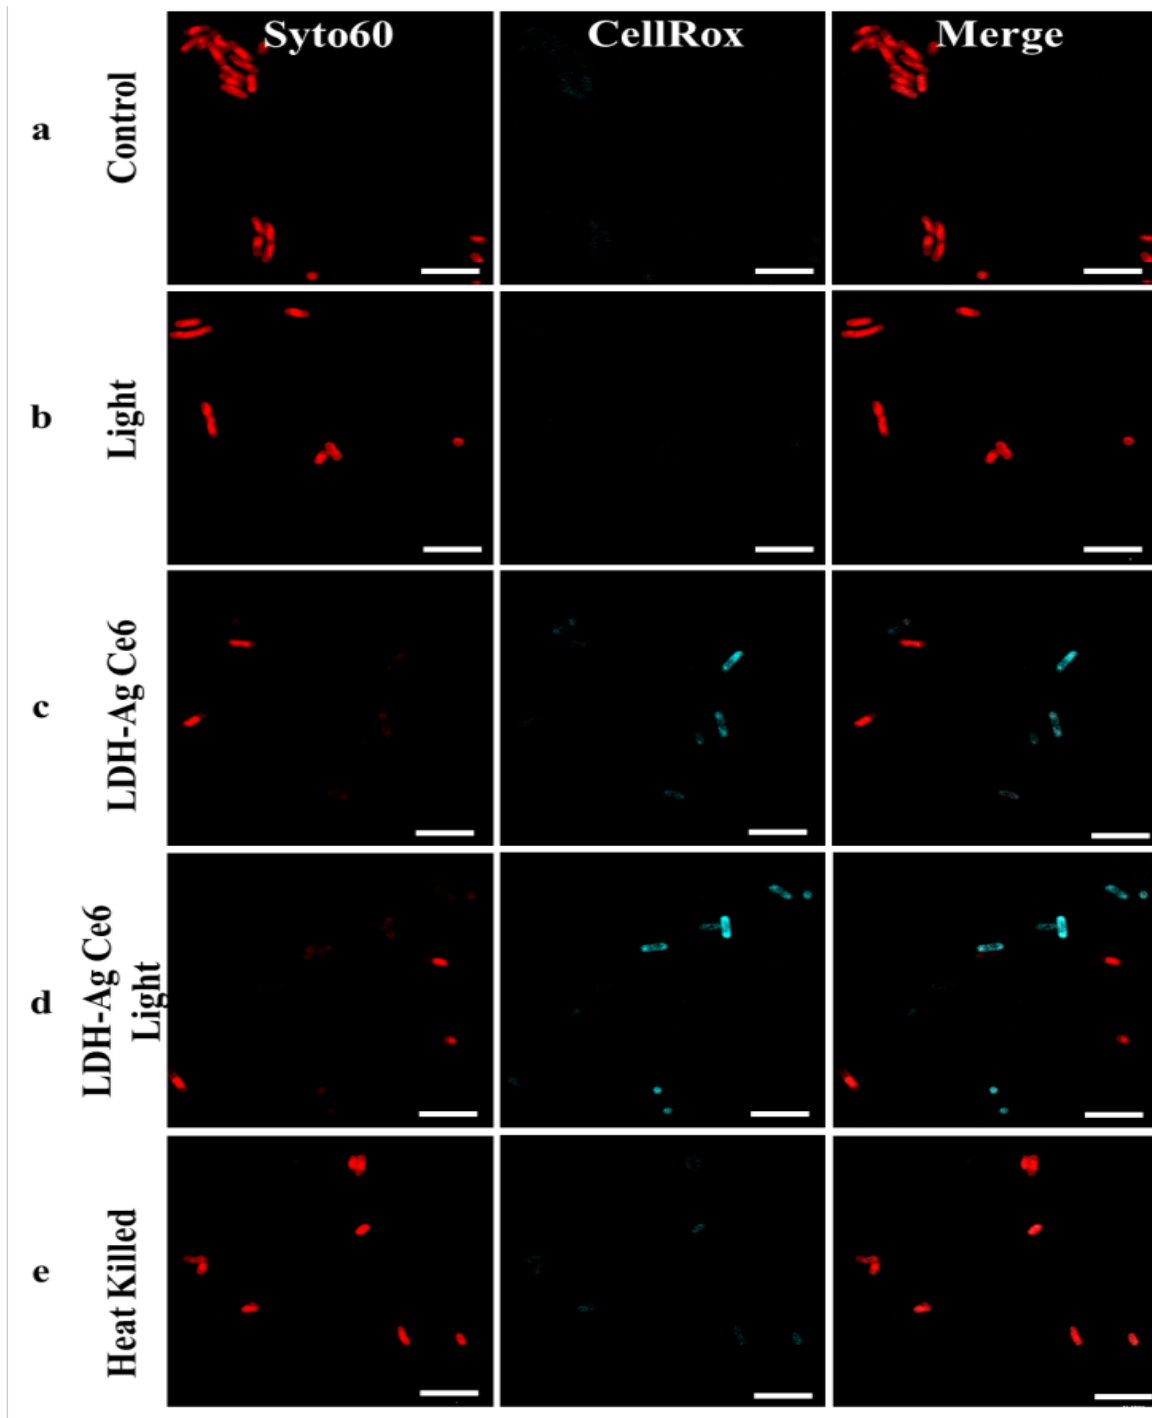 Syto60 CellRox Merge
a Control
b Light
c LDH-Ag Ce6
d LDH-Ag Ce6
Light
e Heat Killed